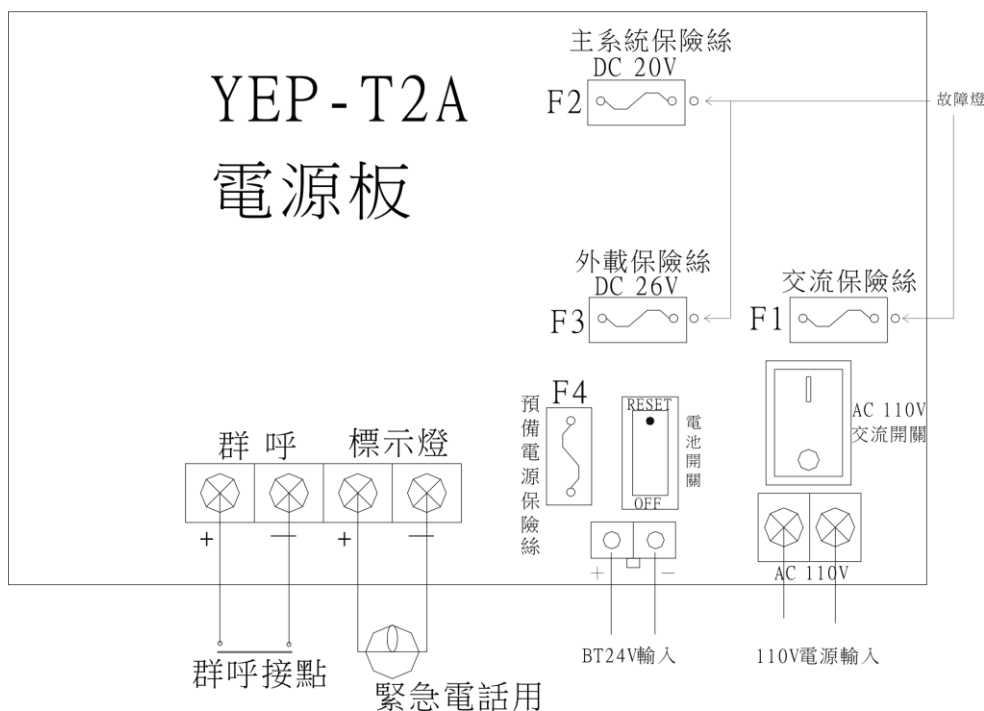 主系統保險絲
DC 20V
F2
故障燈
YEP-T2A
電源板
外載保險絲
DC 26V
F3
交流保險絲
F1
F4
預備電源保險絲
RESET
OFF
電池開關
AC 110V
交流開關
群 呼
標示燈
+ — + —
+ −
AC 110V
群呼接點
緊急電話用
BT24V輸入
110V電源輸入